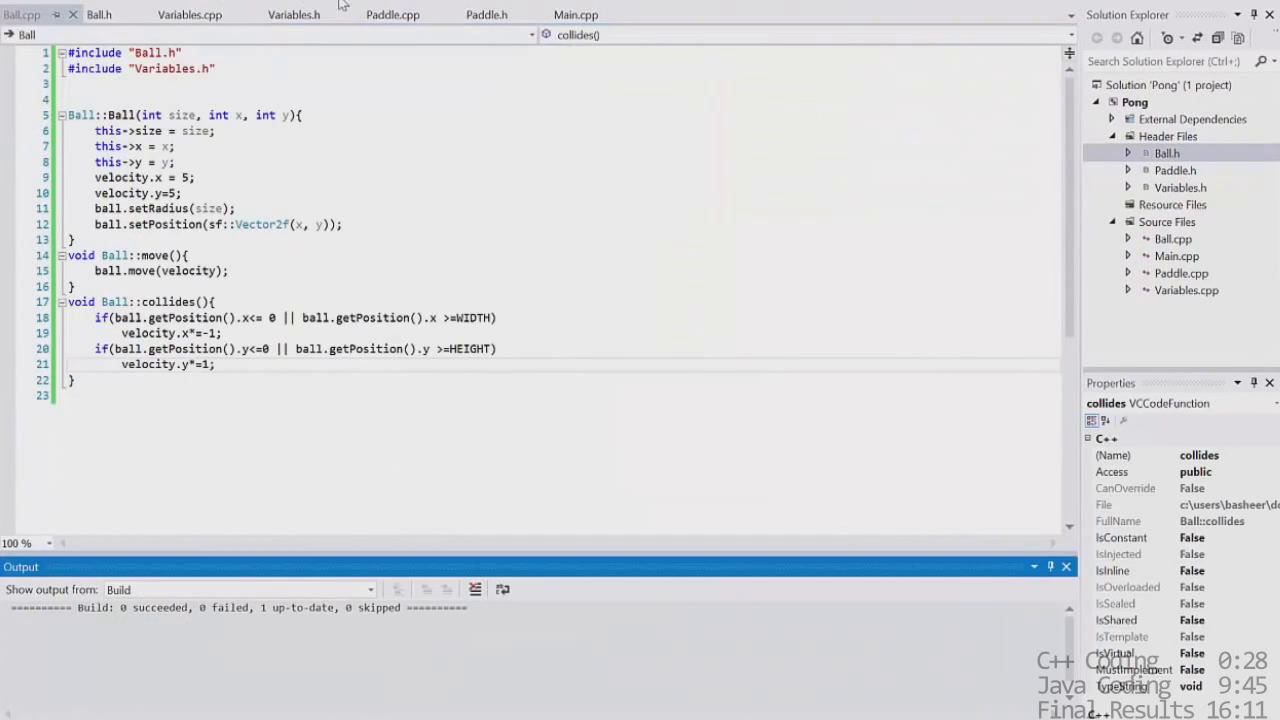 Ball.cpp Ball.h Variables.cpp Variables.h Paddle.cpp Paddle.h Main.cpp
Ball collides()
1 #include "Ball.h"
2 #include "Variables.h"
3
4
5 Ball::Ball(int size, int x, int y){
6 this->size = size;
7 this->x = x;
8 this->y = y;
9 velocity.x = 5;
10 velocity.y=5;
11 ball.setRadius(size);
12 ball.setPosition(sf::Vector2f(x, y));
13 }
14 void Ball::move(){
15 ball.move(velocity);
16 }
17 void Ball::collides(){
18 if(ball.getPosition().x<= 0 || ball.getPosition().x >=WIDTH)
19 velocity.x*=-1;
20 if(ball.getPosition().y<=0 || ball.getPosition().y >=HEIGHT)
21 velocity.y*=1;
22 }
23
100 %
Output
Show output from: Build
========== Build: 0 succeeded, 0 failed, 1 up-to-date, 0 skipped ==========
Solution Explorer
Search Solution Explorer (Ctrl+;)
Solution 'Pong' (1 project)
Pong
External Dependencies
Header Files
Ball.h
Paddle.h
Variables.h
Resource Files
Source Files
Ball.cpp
Main.cpp
Paddle.cpp
Variables.cpp
Properties
collides VCCodeFunction
C++
(Name) collides
Access public
CanOverride False
File c:\users\basheer\do
FullName Ball::collides
IsConstant False
IsInjected False
IsInline False
IsOverloaded False
IsSealed False
IsShared False
IsTemplate False
IsVirtual False
MustImplement False
TypeString void
C++
C++ Coding 0:28
Java Coding 9:45
Final Results 16:11